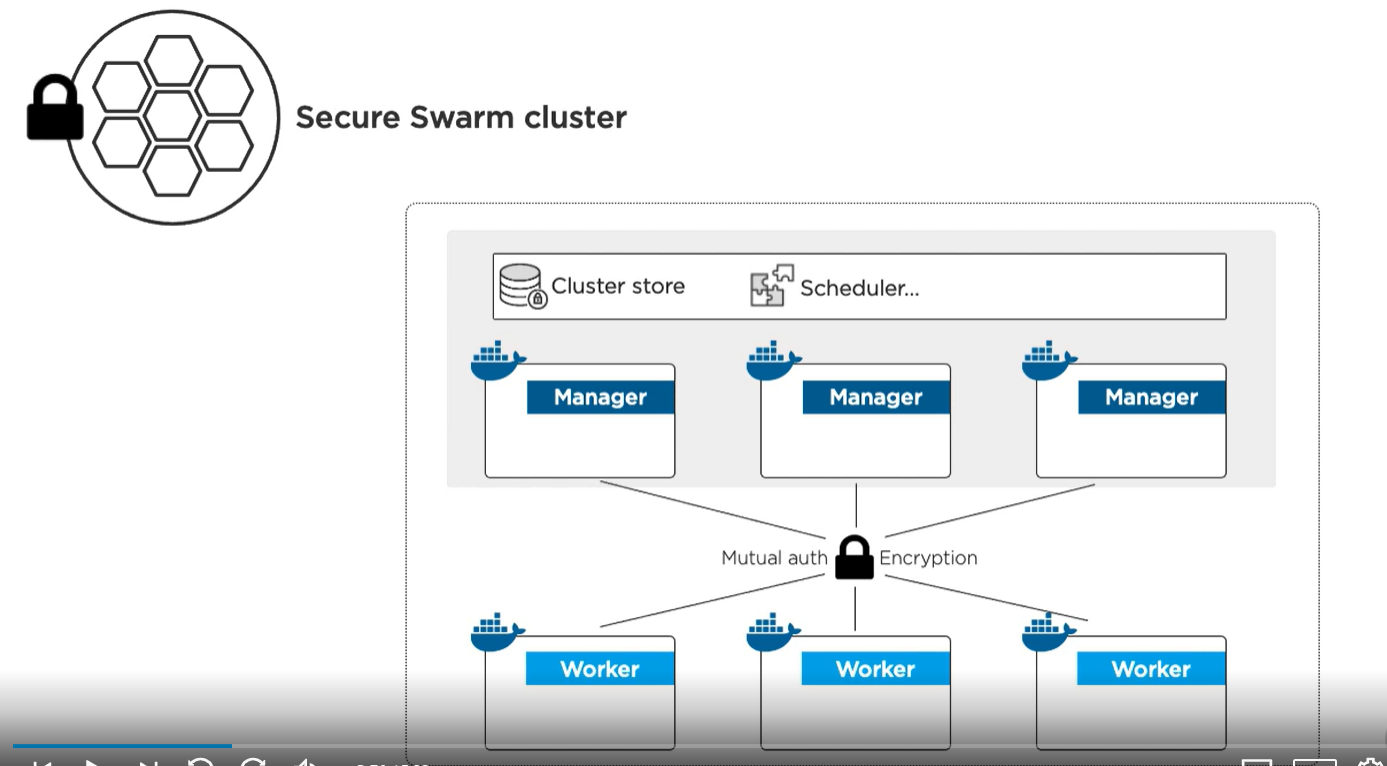 Secure Swarm cluster
Cluster store
Scheduler...
Manager
Manager
Manager
Mutual auth
Encryption
Worker
Worker
Worker